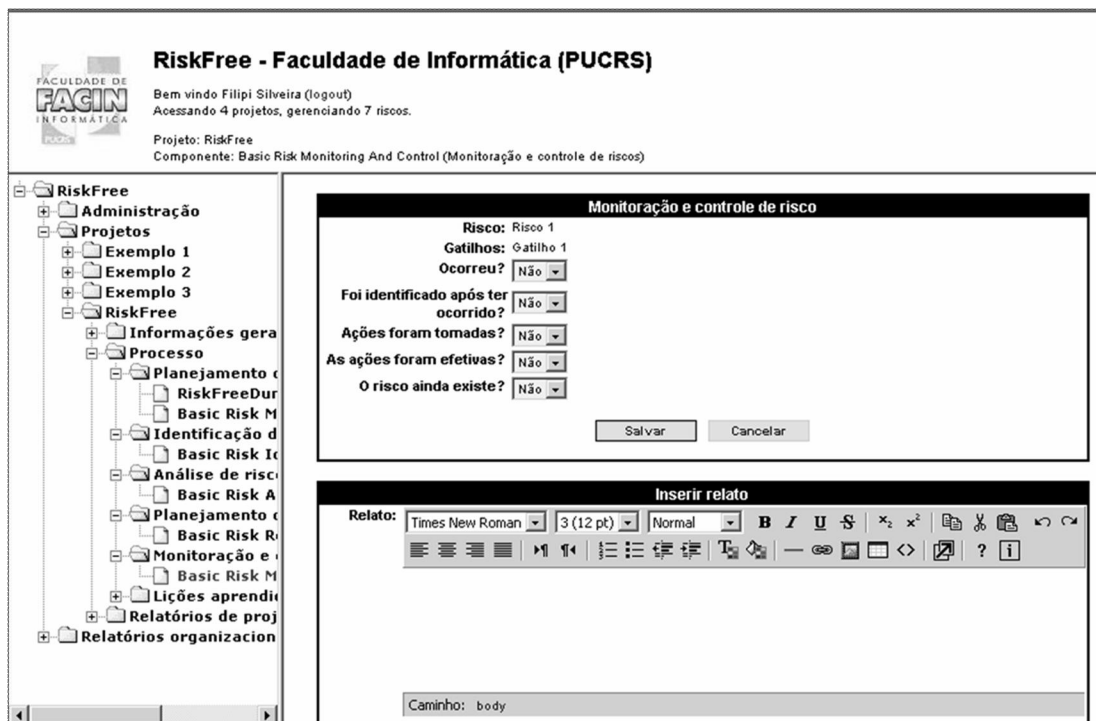 RiskFree - Faculdade de Informática (PUCRS)
FACULDADE DE
FACIN
INFORMÁTICA
PUCRS
Bem vindo Filipi Silveira (logout)
Acessando 4 projetos, gerenciando 7 riscos.
Projeto: RiskFree
Componente: Basic Risk Monitoring And Control (Monitoração e controle de riscos)
RiskFree
Administração
Projetos
Exemplo 1
Exemplo 2
Exemplo 3
RiskFree
Informações gera
Processo
Planejamento
RiskFreeDur
Basic Risk M
Identificação d
Basic Risk
Análise de
Basic Risk A
Planejamento
Basic Risk
Monitoração e
Basic Risk M
Lições
Relatórios de proj
Relatórios organizacion
Monitoração e controle de risco
Risco: Risco 1
Gatilhos: Gatilho 1
Ocorreu? Não
Foi identificado após ter
ocorrido? Não
Ações foram tomadas? Não
As ações foram efetivas? Não
O risco ainda existe? Não
Salvar Cancelar
Inserir relato
Relato: Times New Roman 3 (12 pt) Normal B I U S x₂ x²
? i
Caminho: body